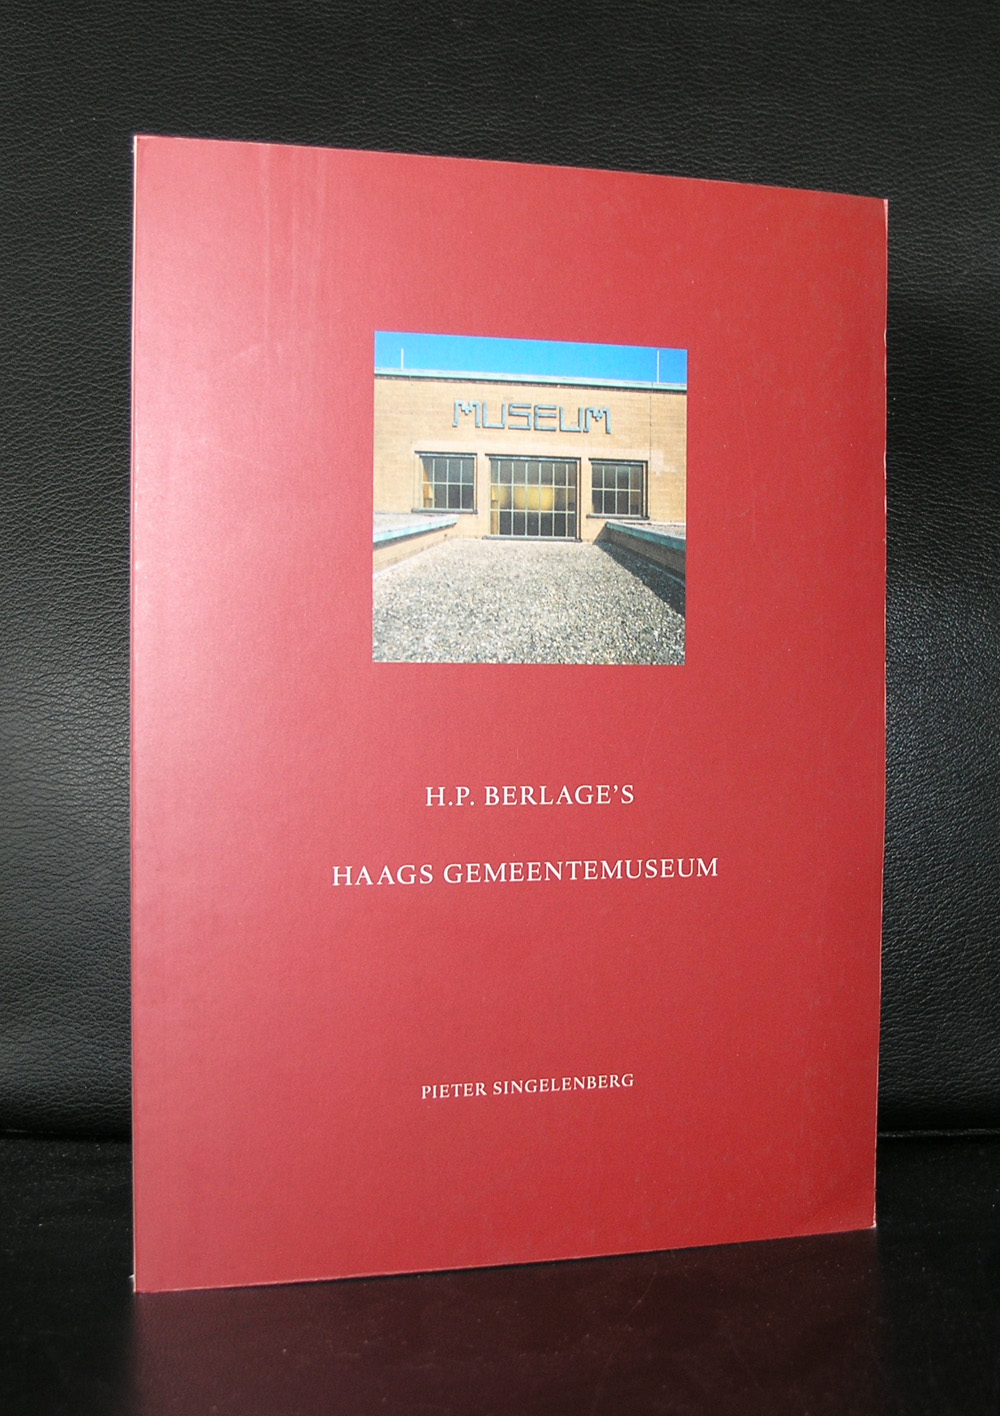 MUSEUM
H.P. BERLAGE’S
HAAGS GEMEENTEMUSEUM
PIETER SINGELENBERG